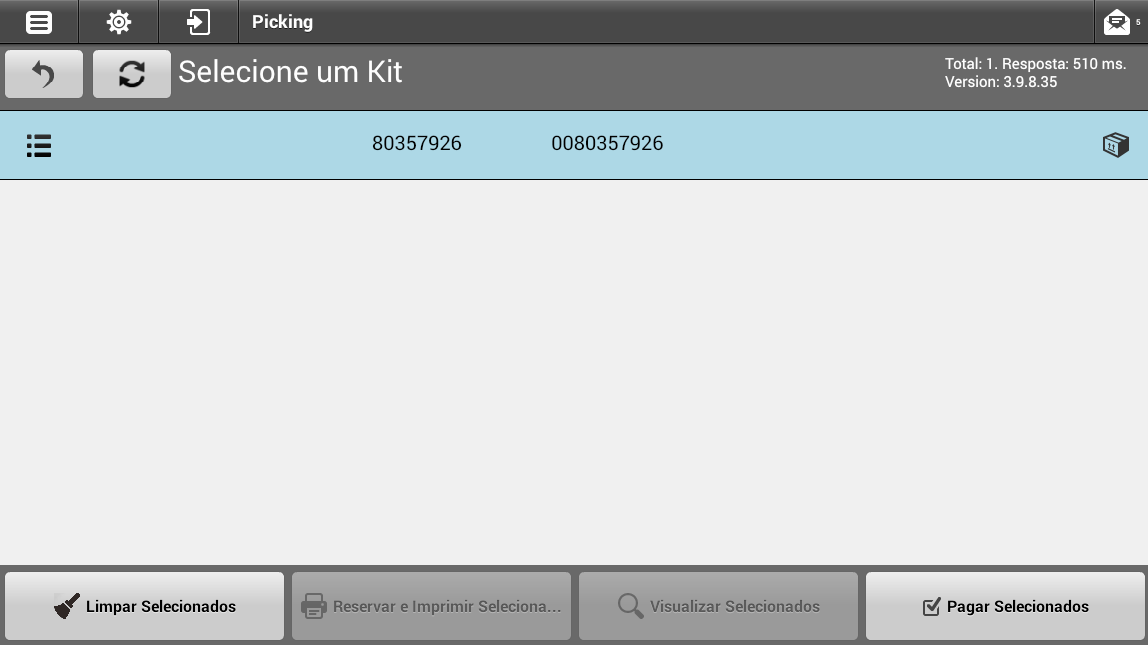 Picking
5
Selecione um Kit
Total: 1. Resposta: 510 ms.
Version: 3.9.8.35
80357926 0080357926
Limpar Selecionados
Reservar e Imprimir Seleciona...
Visualizar Selecionados
Pagar Selecionados